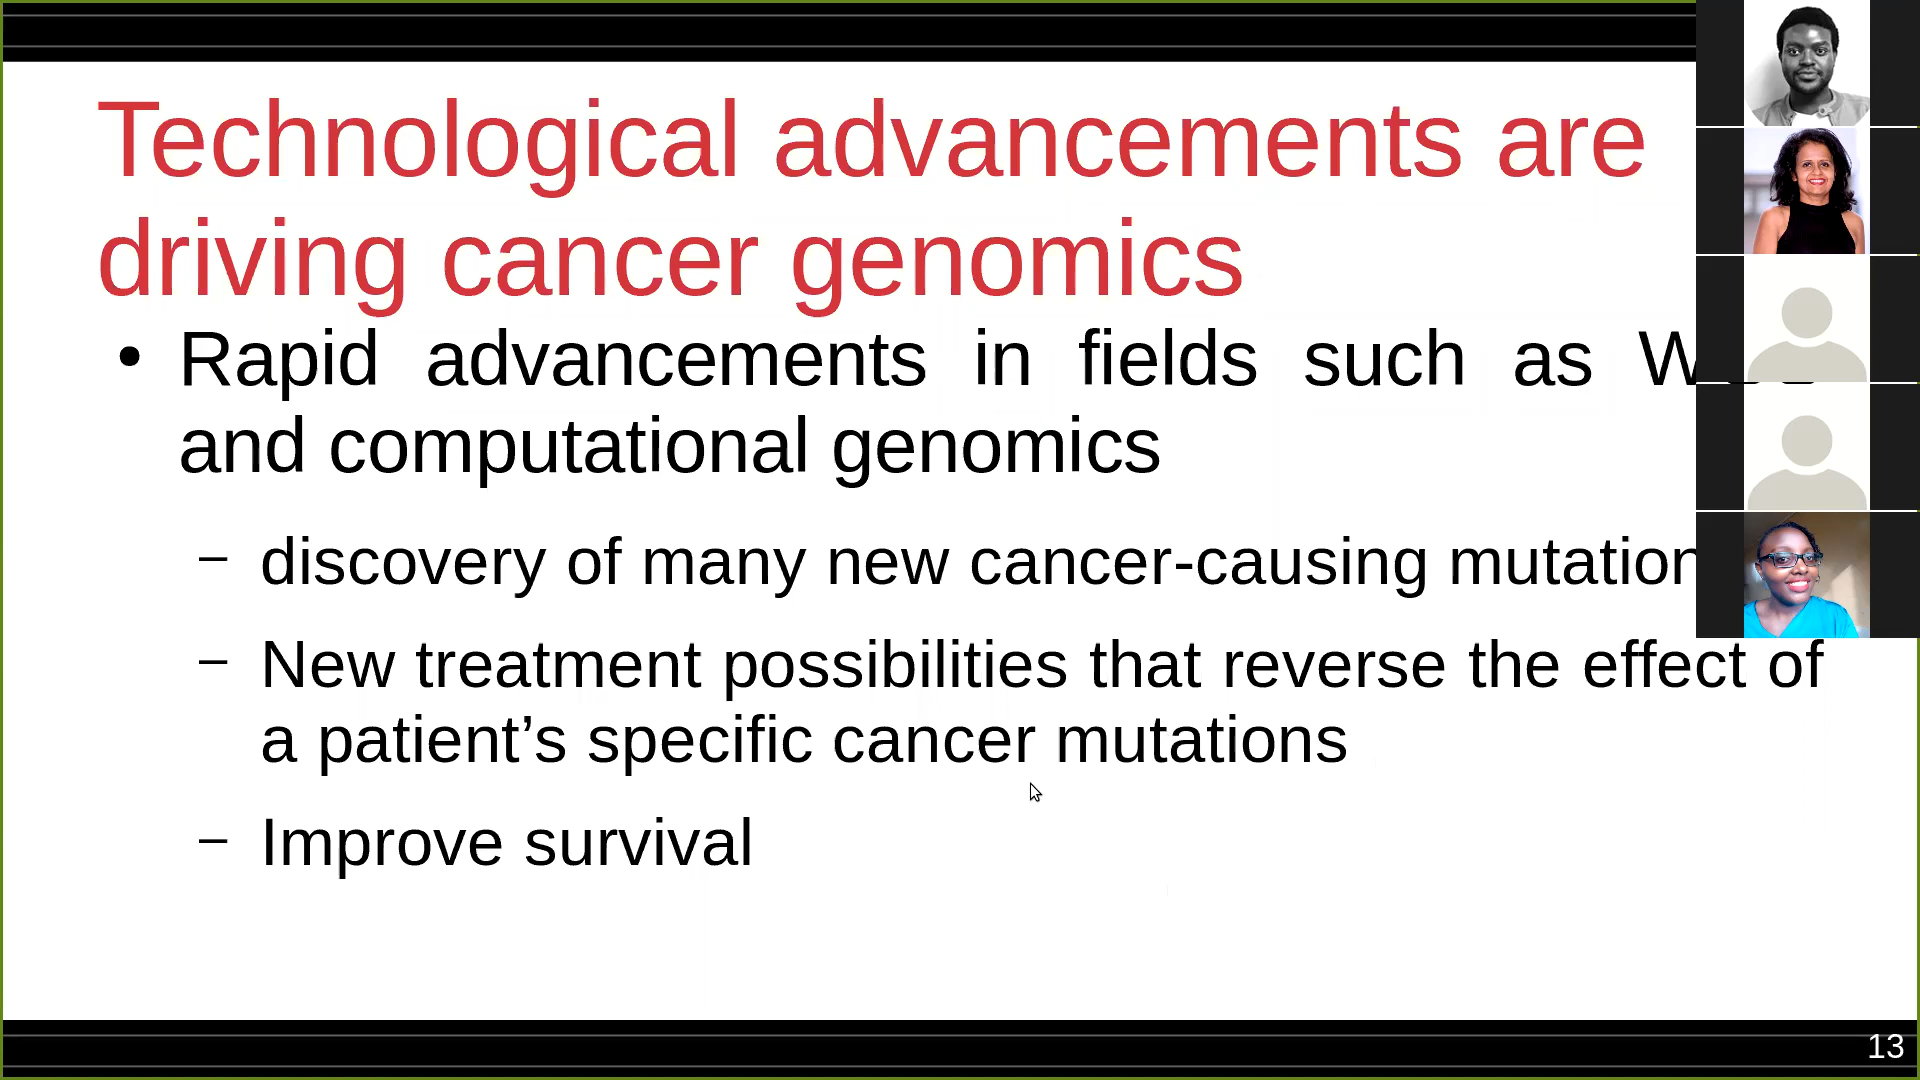 Technological advancements are
driving cancer genomics
• Rapid advancements in fields such as
and computational genomics
– discovery of many new cancer-causing
– New treatment possibilities that reverse the effect of
a patient’s specific cancer mutations
– Improve survival
13